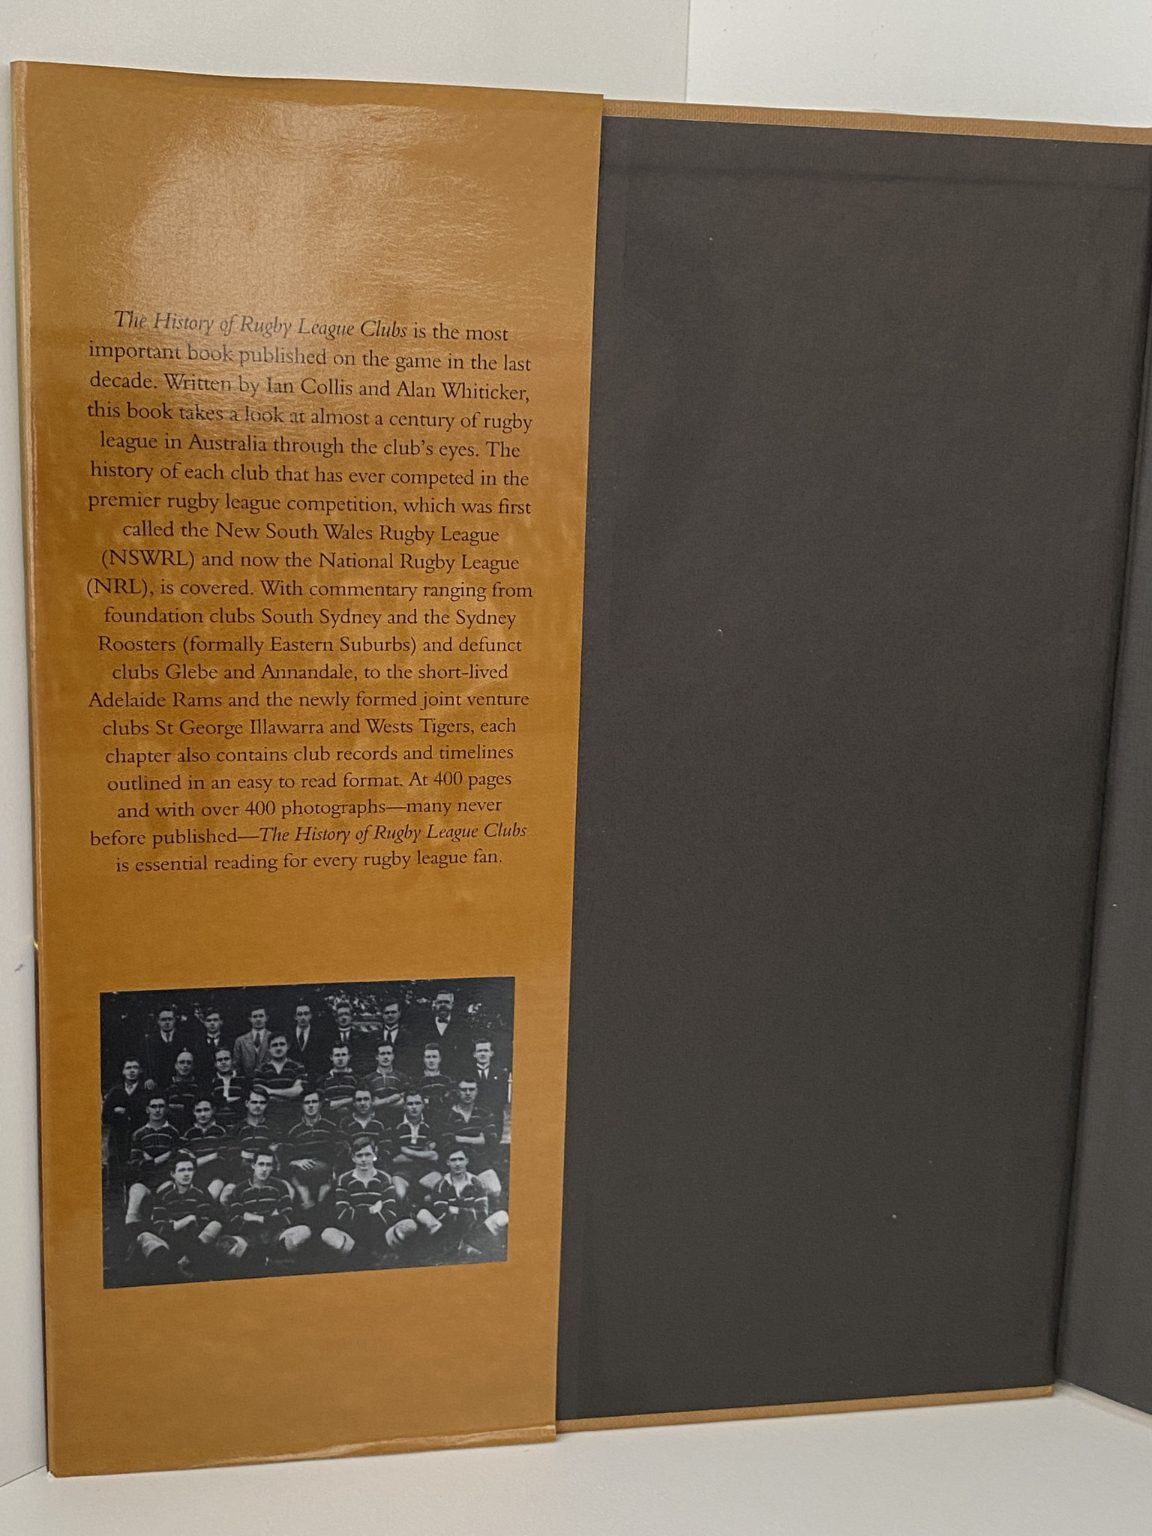 The History of Rugby League Clubs is the most
important book published on the game in the last
decade. Written by Ian Collis and Alan Whiticker,
this book takes a look at almost a century of rugby
league in Australia through the club's eyes. The
history of each club that has ever competed in the
premier rugby league competition, which was first
called the New South Wales Rugby League
(NSWRL) and now the National Rugby League
(NRL), is covered. With commentary ranging from
foundation clubs South Sydney and the Sydney
Roosters (formally Eastern Suburbs) and defunct
clubs Glebe and Annandale, to the short-lived
Adelaide Rams and the newly formed joint venture
clubs St George Illawarra and Wests Tigers, each
chapter also contains club records and timelines
outlined in an easy to read format. At 400 pages
and with over 400 photographs—many never
before published—The History of Rugby League Clubs
is essential reading for every rugby league fan.